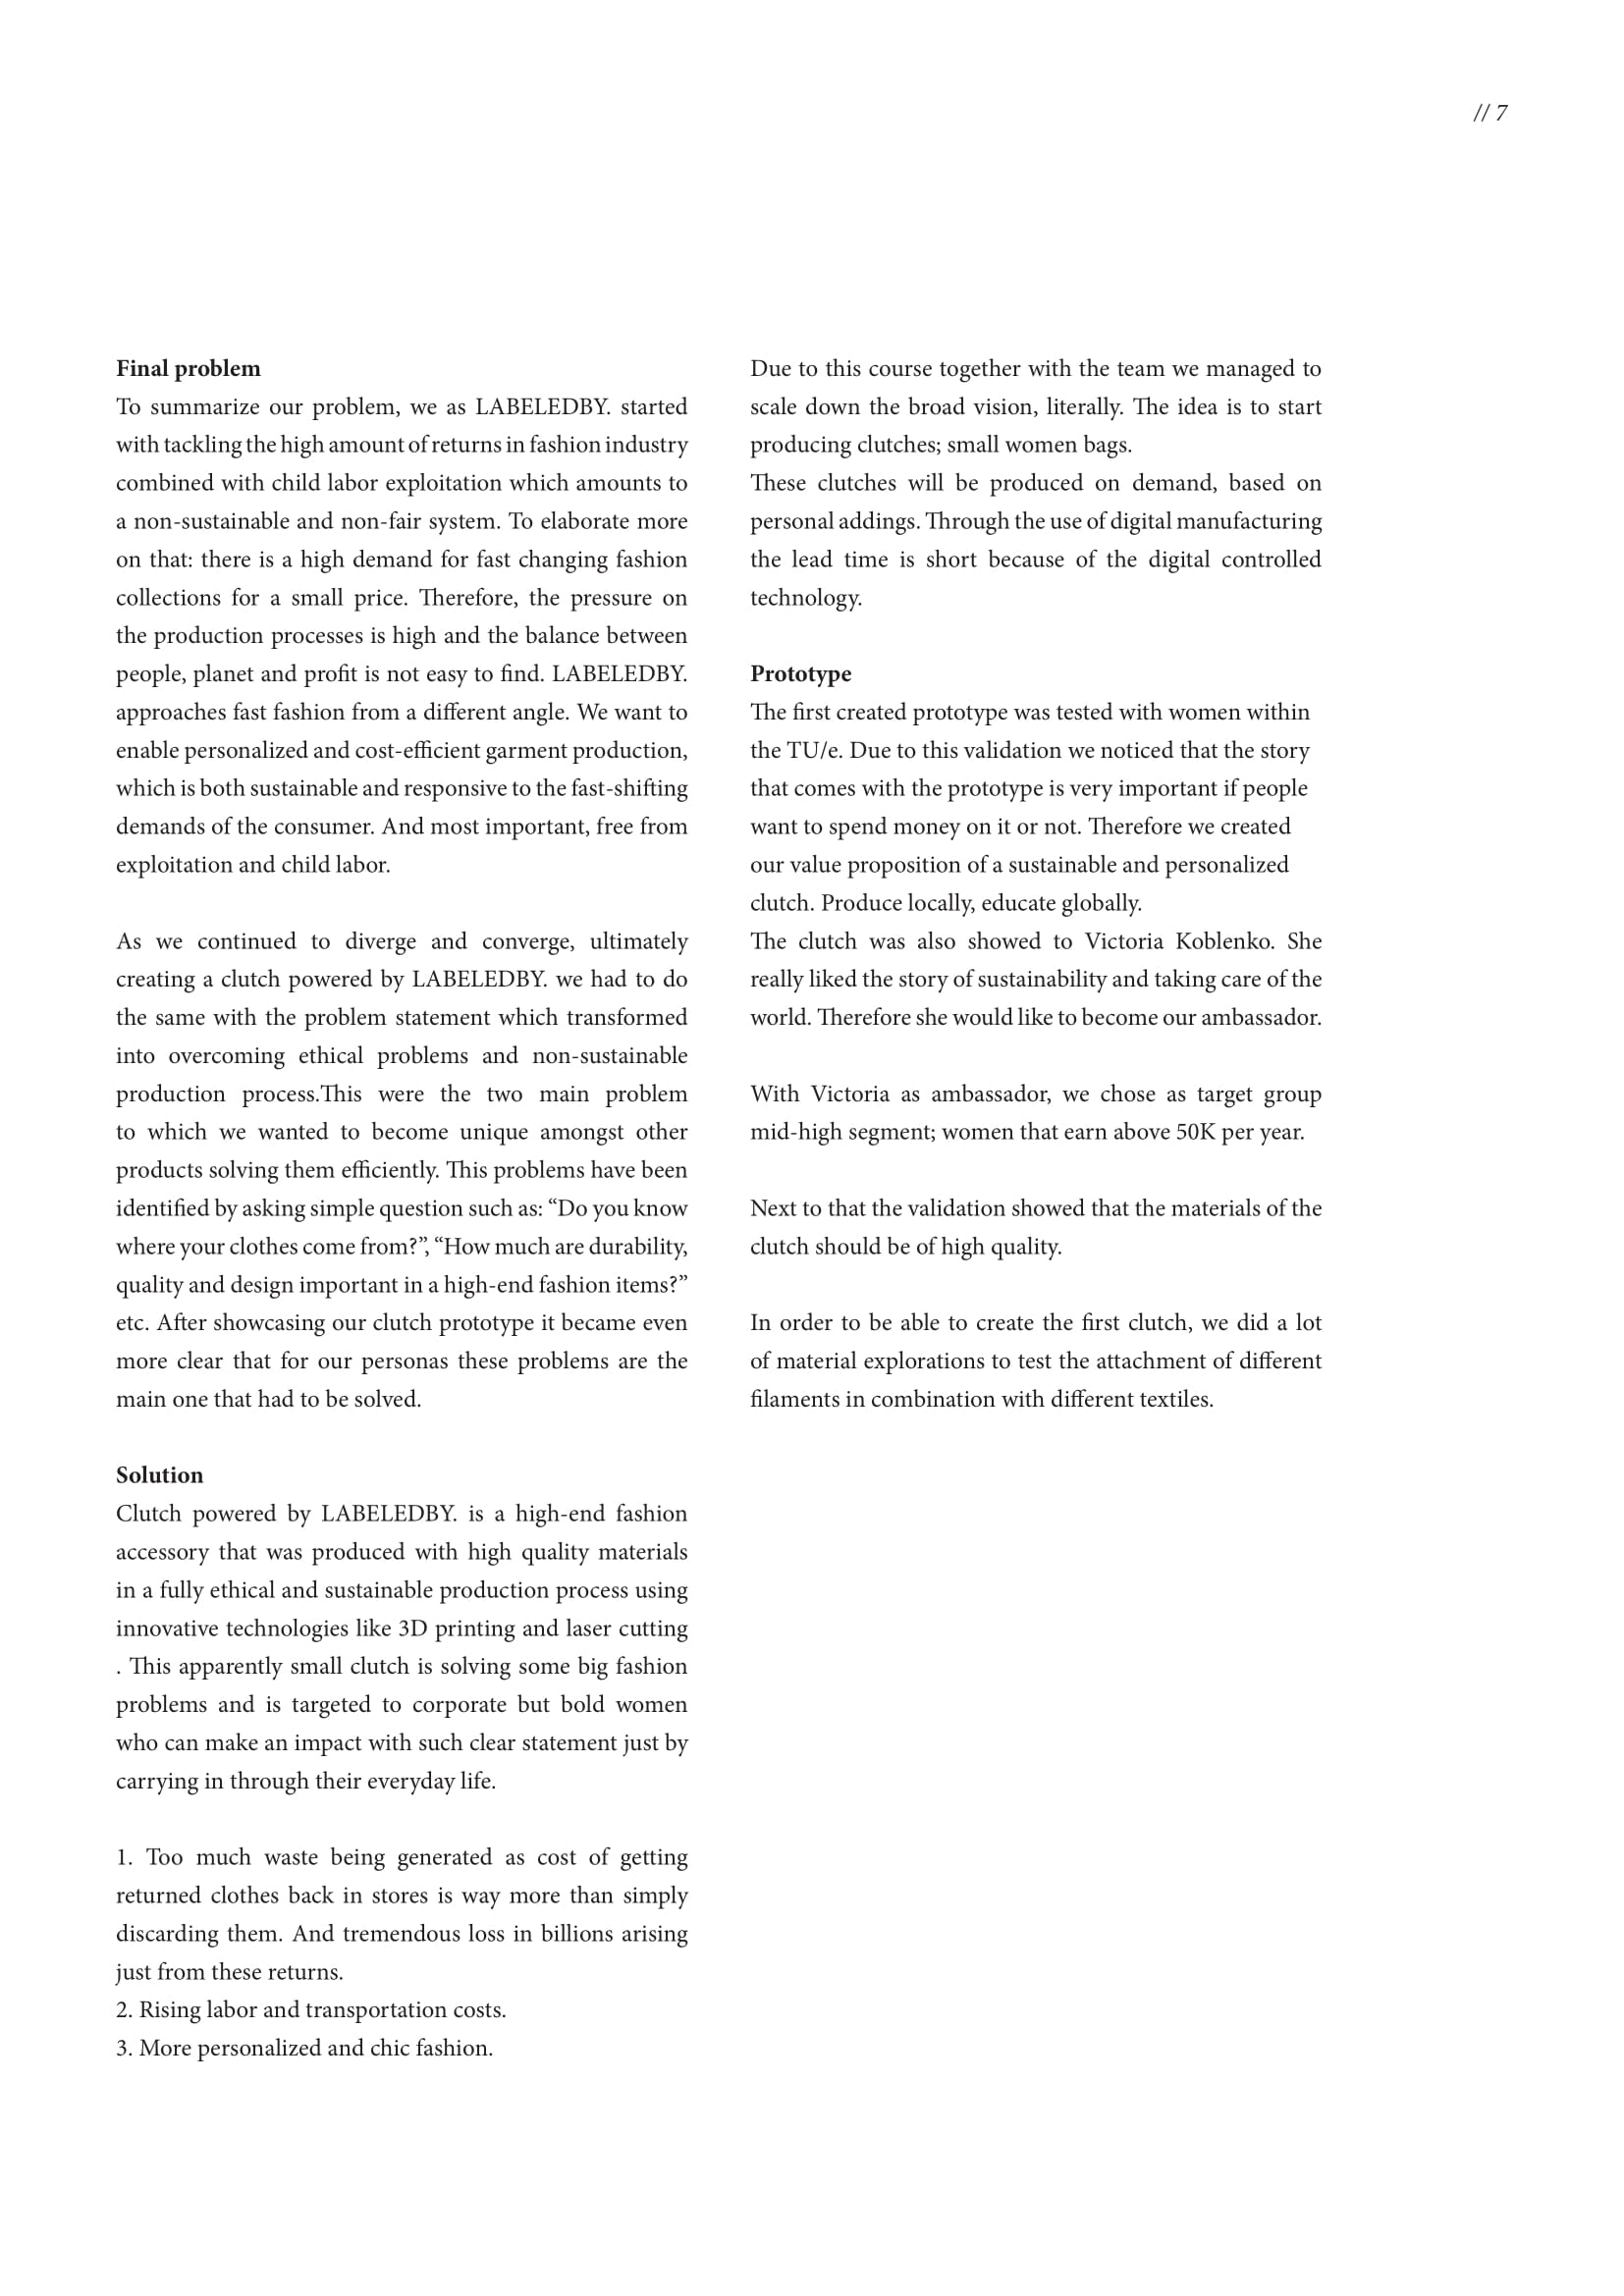 // 7
Final problem
To summarize our problem, we as LABELEDBY. started
with tackling the high amount of returns in fashion industry
combined with child labor exploitation which amounts to
a non-sustainable and non-fair system. To elaborate more
on that: there is a high demand for fast changing fashion
collections for a small price. Therefore, the pressure on
the production processes is high and the balance between
people, planet and profit is not easy to find. LABELEDBY.
approaches fast fashion from a different angle. We want to
enable personalized and cost-efficient garment production,
which is both sustainable and responsive to the fast-shifting
demands of the consumer. And most important, free from
exploitation and child labor.
As we continued to diverge and converge, ultimately
creating a clutch powered by LABELEDBY. we had to do
the same with the problem statement which transformed
into overcoming ethical problems and non-sustainable
production process.This were the two main problem
to which we wanted to become unique amongst other
products solving them efficiently. This problems have been
identified by asking simple question such as: “Do you know
where your clothes come from?”, “How much are durability,
quality and design important in a high-end fashion items?”
etc. After showcasing our clutch prototype it became even
more clear that for our personas these problems are the
main one that had to be solved.
Solution
Clutch powered by LABELEDBY. is a high-end fashion
accessory that was produced with high quality materials
in a fully ethical and sustainable production process using
innovative technologies like 3D printing and laser cutting
. This apparently small clutch is solving some big fashion
problems and is targeted to corporate but bold women
who can make an impact with such clear statement just by
carrying in through their everyday life.
1. Too much waste being generated as cost of getting
returned clothes back in stores is way more than simply
discarding them. And tremendous loss in billions arising
just from these returns.
2. Rising labor and transportation costs.
3. More personalized and chic fashion.
Due to this course together with the team we managed to
scale down the broad vision, literally. The idea is to start
producing clutches; small women bags.
These clutches will be produced on demand, based on
personal addings. Through the use of digital manufacturing
the lead time is short because of the digital controlled
technology.
Prototype
The first created prototype was tested with women within
the TU/e. Due to this validation we noticed that the story
that comes with the prototype is very important if people
want to spend money on it or not. Therefore we created
our value proposition of a sustainable and personalized
clutch. Produce locally, educate globally.
The clutch was also showed to Victoria Koblenko. She
really liked the story of sustainability and taking care of the
world. Therefore she would like to become our ambassador.
With Victoria as ambassador, we chose as target group
mid-high segment; women that earn above 50K per year.
Next to that the validation showed that the materials of the
clutch should be of high quality.
In order to be able to create the first clutch, we did a lot
of material explorations to test the attachment of different
filaments in combination with different textiles.